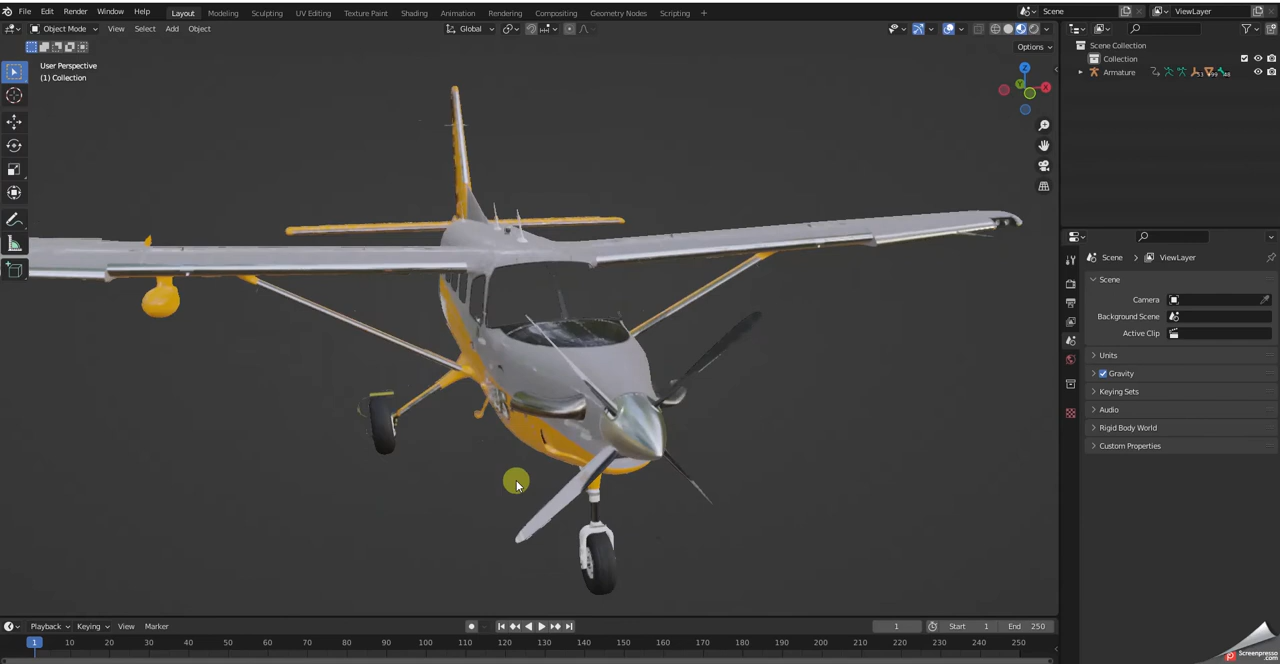 File Edit Render Window Help Layout Modeling Sculpting UV Editing Texture Paint Shading Animation Rendering Compositing Geometry Nodes Scripting + Scene ViewLayer
Object Mode View Select Add Object Global
Options
User Perspective
(1) Collection
Z
Y
X
Scene Collection
Collection
Armature
Scene ViewLayer
Scene
Camera
Background Scene
Active Clip
Units
Gravity
Keying Sets
Audio
Rigid Body World
Custom Properties
Playback Keying View Marker 1 Start 1 End 250
1 10 20 30 40 50 60 70 80 90 100 110 120 130 140 150 160 170 180 190 200 210 220 230 240 250
Screenpresso.com